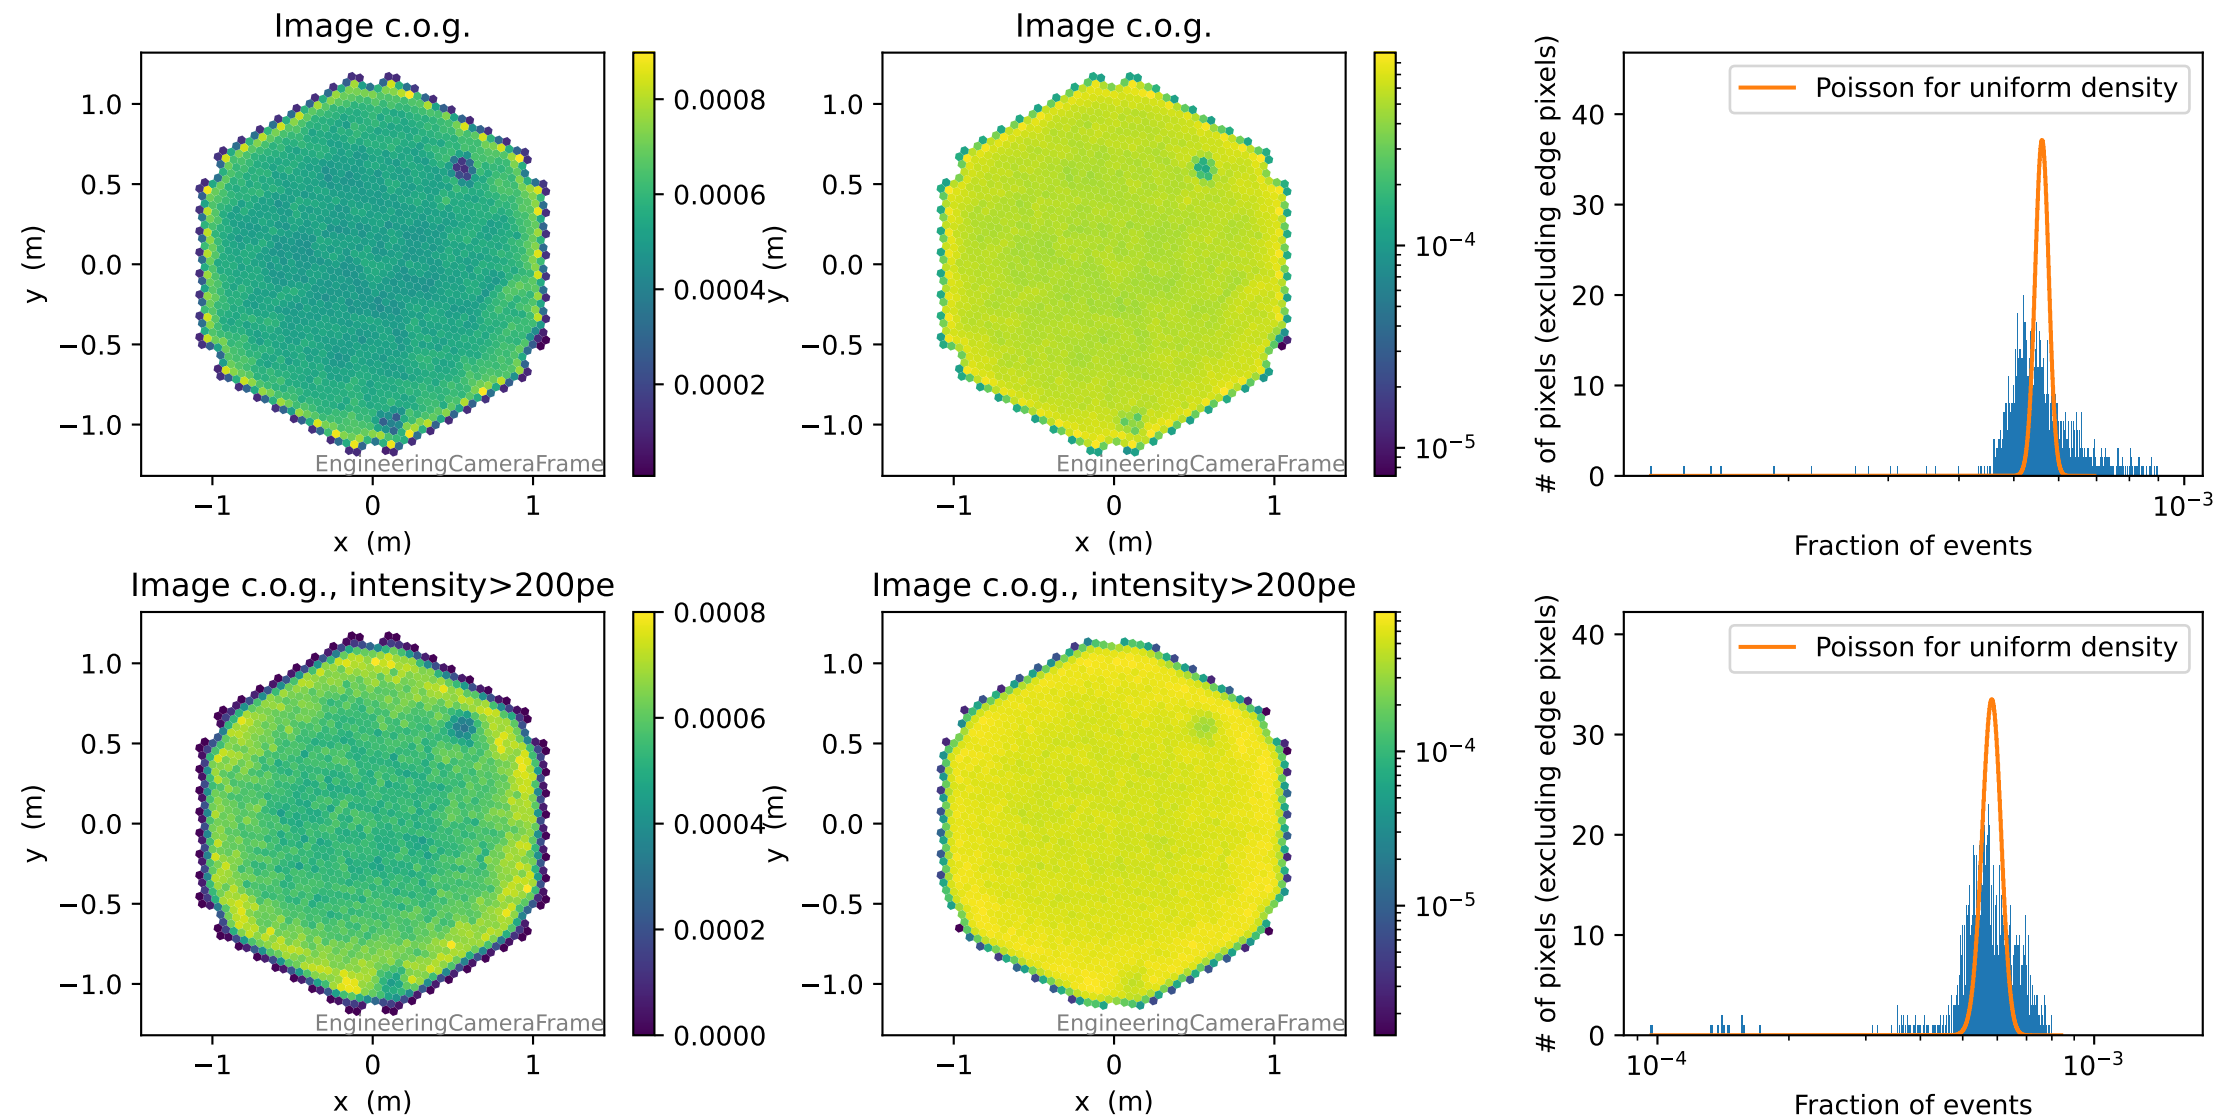 Image c.o.g.
1.0
0.5
0.0
−0.5
−1.0
y (m)
−1
0
1
x (m)
EngineeringCameraFrame
0.0008
0.0006
0.0004
0.0002
Image c.o.g.
1.0
0.5
0.0
−0.5
−1.0
y (m)
−1
0
1
x (m)
EngineeringCameraFrame
10⁻⁴
10⁻⁵
Poisson for uniform density
# of pixels (excluding edge pixels)
40
30
20
10
0
10⁻³
Fraction of events
Image c.o.g., intensity>200pe
1.0
0.5
0.0
−0.5
−1.0
y (m)
−1
0
1
x (m)
EngineeringCameraFrame
0.0008
0.0006
0.0004
0.0002
0.0000
Image c.o.g., intensity>200pe
1.0
0.5
0.0
−0.5
−1.0
y (m)
−1
0
1
x (m)
EngineeringCameraFrame
10⁻⁴
10⁻⁵
Poisson for uniform density
# of pixels (excluding edge pixels)
40
30
20
10
0
10⁻⁴
10⁻³
Fraction of events